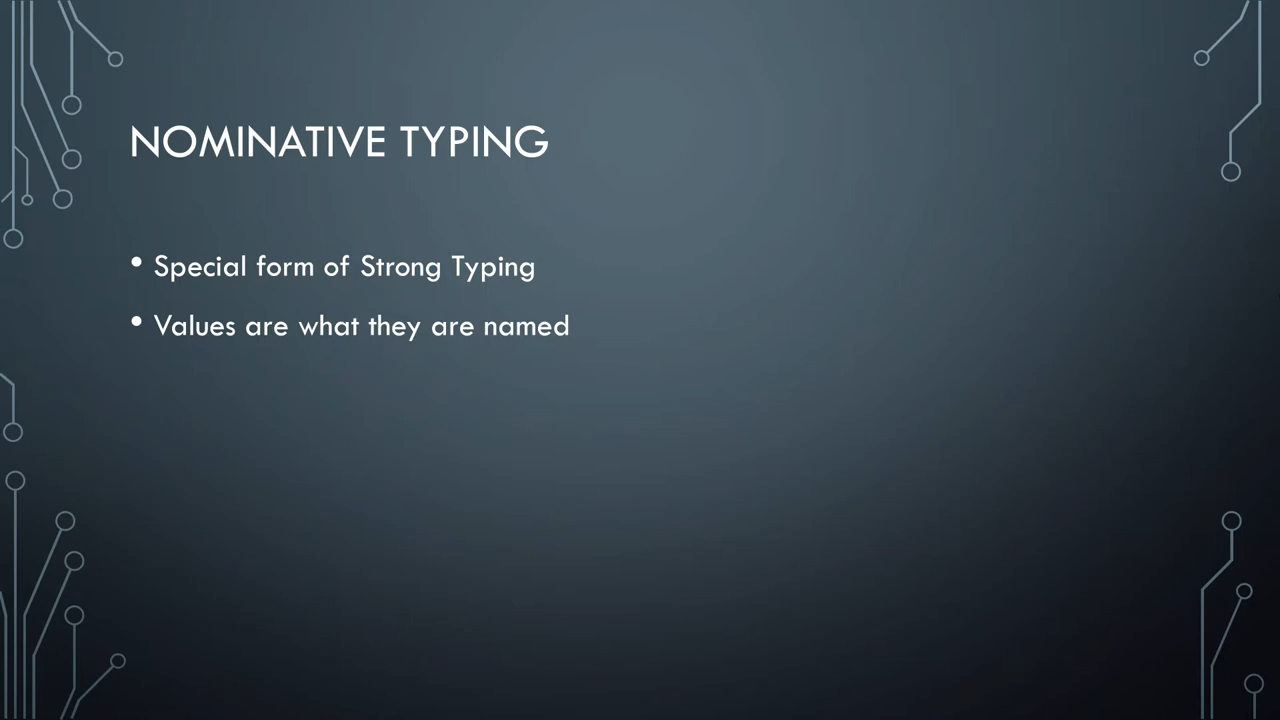 NOMINATIVE TYPING
• Special form of Strong Typing
• Values are what they are named